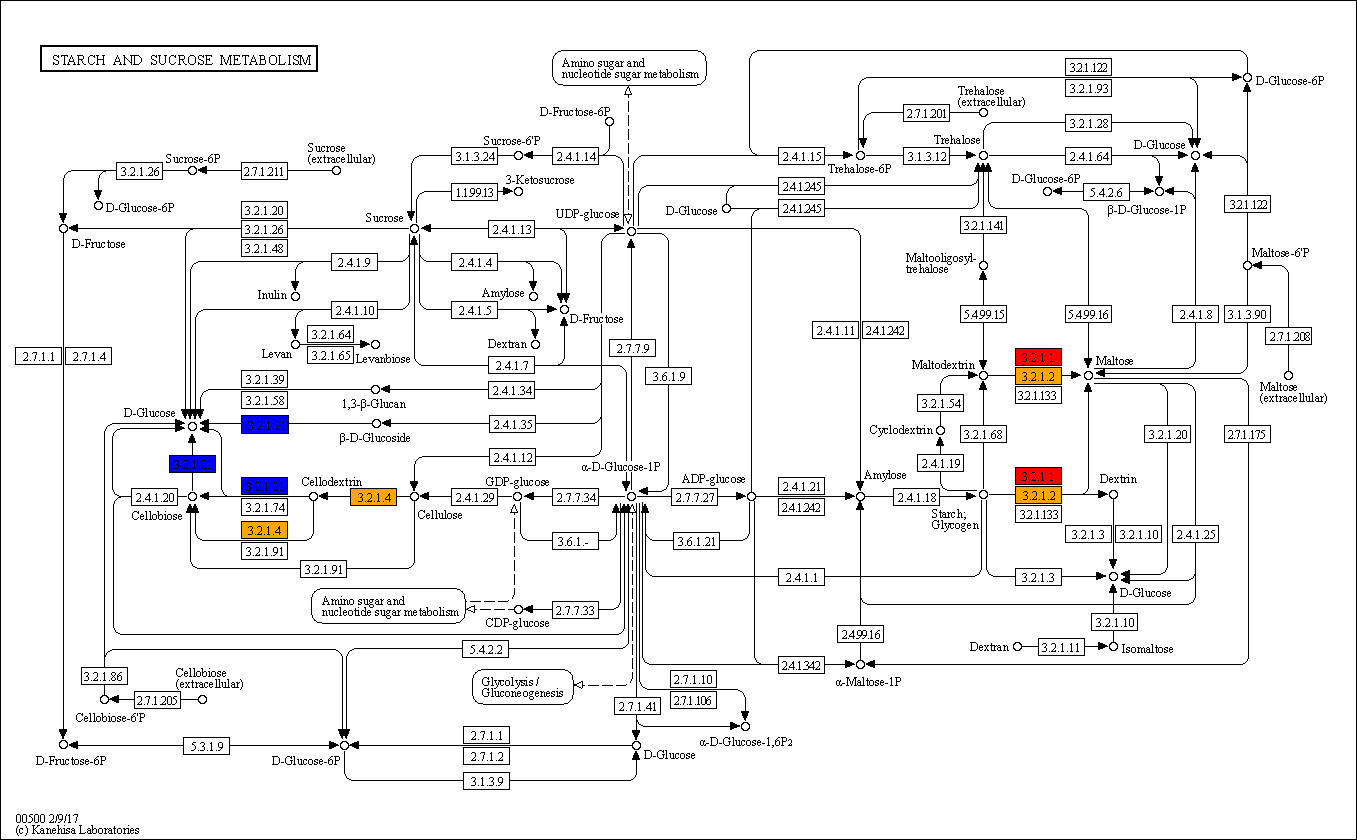 STARCH AND SUCROSE METABOLISM
Amino sugar and
nucleotide sugar metabolism
3.2.1.122
3.2.1.93
D-Glucose-6P
Trehalose
(extracellular)
2.7.1.201
D-Fructose-6P
3.2.1.28
Sucrose-6'P
3.1.3.24
2.4.1.14
Trehalose
D-Glucose
2.4.1.15
3.1.3.12
2.4.1.64
Trehalose-6P
Sucrose
(extracellular)
Sucrose-6P
3.2.1.26
2.7.1.211
D-Glucose-6P
3-Ketosucrose
1.1.99.13
2.4.1.245
D-Glucose-6P
5.4.2.6
β-D-Glucose-1P
D-Glucose
2.4.1.245
3.2.1.122
3.2.1.20
3.2.1.26
3.2.1.48
D-Fructose
Sucrose
2.4.1.13
UDP-glucose
3.2.1.141
Maltose-6'P
2.4.1.9
2.4.1.4
Maltooligosyl-
trehalose
Inulin
Amylose
2.4.1.10
2.4.1.5
D-Fructose
5.4.99.15
5.4.99.16
2.4.1.8
3.1.3.90
2.4.1.11
2.4.1.242
2.7.1.208
3.2.1.64
3.2.1.65
Levan
Levanbiose
Dextran
2.7.7.9
2.7.1.1
2.7.1.4
2.4.1.7
3.6.1.9
Maltodextrin
3.2.1.1
3.2.1.2
3.2.1.133
Maltose
Maltose
(extracellular)
3.2.1.39
3.2.1.58
1,3-β-Glucan
2.4.1.34
3.2.1.54
D-Glucose
β-D-Glucoside
2.4.1.35
Cyclodextrin
3.2.1.68
3.2.1.20
2.7.1.175
2.4.1.12
2.4.1.19
α-D-Glucose-1P
3.2.1.21
Cellodextrin
GDP-glucose
ADP-glucose
Amylose
3.2.1.1
3.2.1.2
3.2.1.133
Dextrin
2.4.1.20
Cellobiose
3.2.1.21
3.2.1.74
3.2.1.4
3.2.1.91
3.2.1.4
Cellulose
2.4.1.29
2.7.7.34
2.7.7.27
2.4.1.21
2.4.1.242
2.4.1.18
Starch;
Glycogen
3.2.1.3
3.2.1.10
2.4.1.25
3.6.1.-
3.6.1.21
3.2.1.91
2.4.1.1
3.2.1.3
D-Glucose
Amino sugar and
nucleotide sugar metabolism
2.7.7.33
CDP-glucose
3.2.1.10
2.4.99.16
Dextran
3.2.1.11
Isomaltose
5.4.2.2
2.4.1.342
α-Maltose-1P
3.2.1.86
Cellobiose
(extracellular)
2.7.1.205
Cellobiose-6'P
Glycolysis /
Gluconeogenesis
2.7.1.10
2.7.1.106
2.7.1.41
α-D-Glucose-1,6P2
D-Fructose-6P
5.3.1.9
D-Glucose-6P
2.7.1.1
2.7.1.2
D-Glucose
3.1.3.9
00500 2/9/17
(c) Kanehisa Laboratories